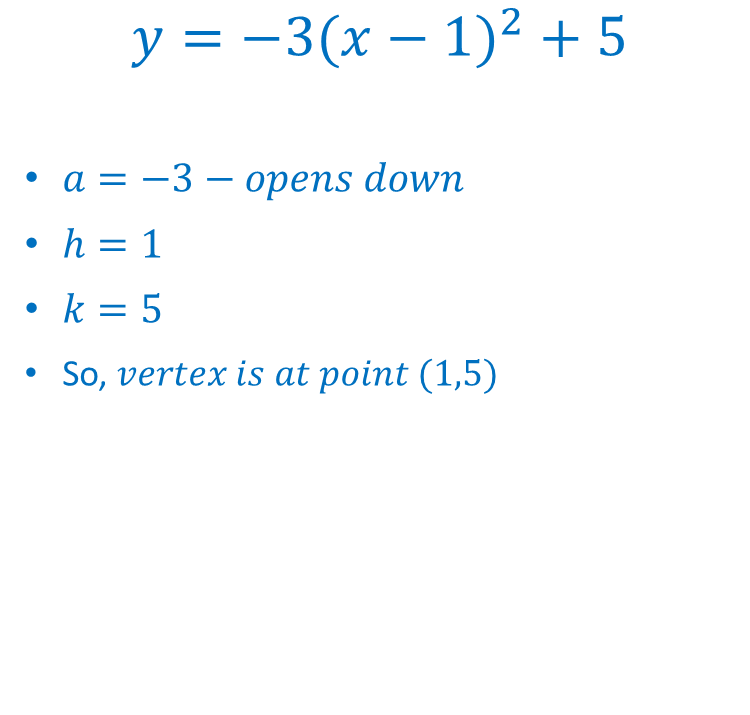 y = −3(x − 1)² + 5
• a = −3 − opens down
• h = 1
• k = 5
• So, vertex is at point (1,5)